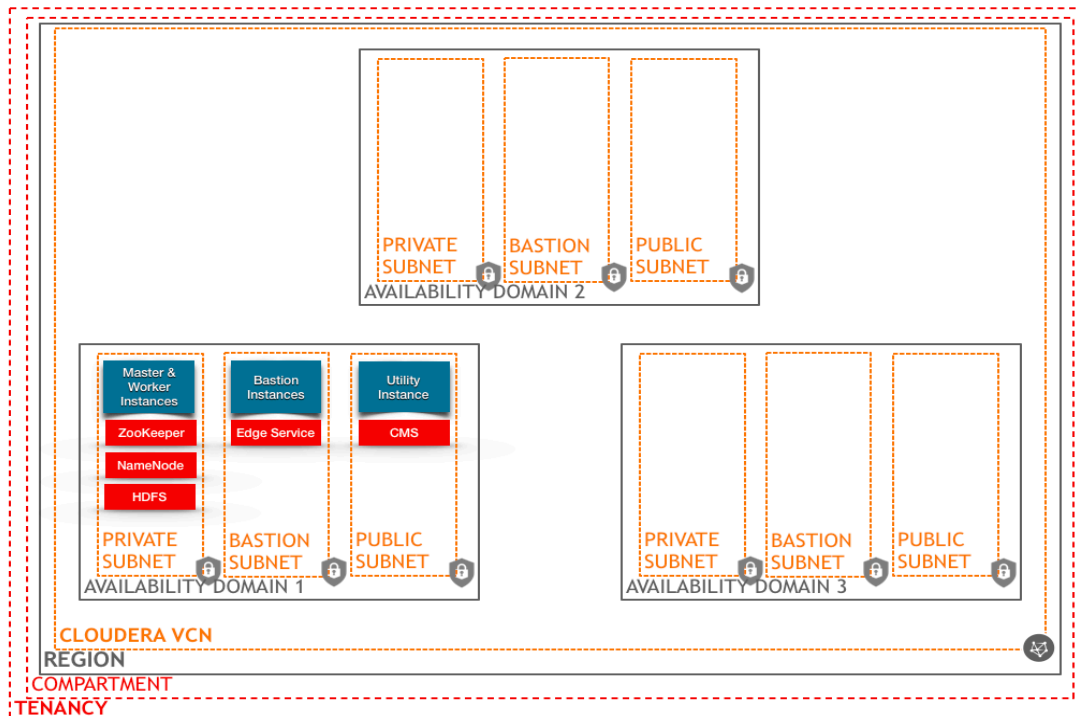 PRIVATE
SUBNET
BASTION
SUBNET
PUBLIC
SUBNET
AVAILABILITY DOMAIN 2
Master &
Worker
Instances
ZooKeeper
NameNode
HDFS
PRIVATE
SUBNET
Bastion
Instances
Edge Service
BASTION
SUBNET
Utility
Instance
CMS
PUBLIC
SUBNET
AVAILABILITY DOMAIN 1
PRIVATE
SUBNET
BASTION
SUBNET
PUBLIC
SUBNET
AVAILABILITY DOMAIN 3
CLOUDERA VCN
REGION
COMPARTMENT
TENANCY